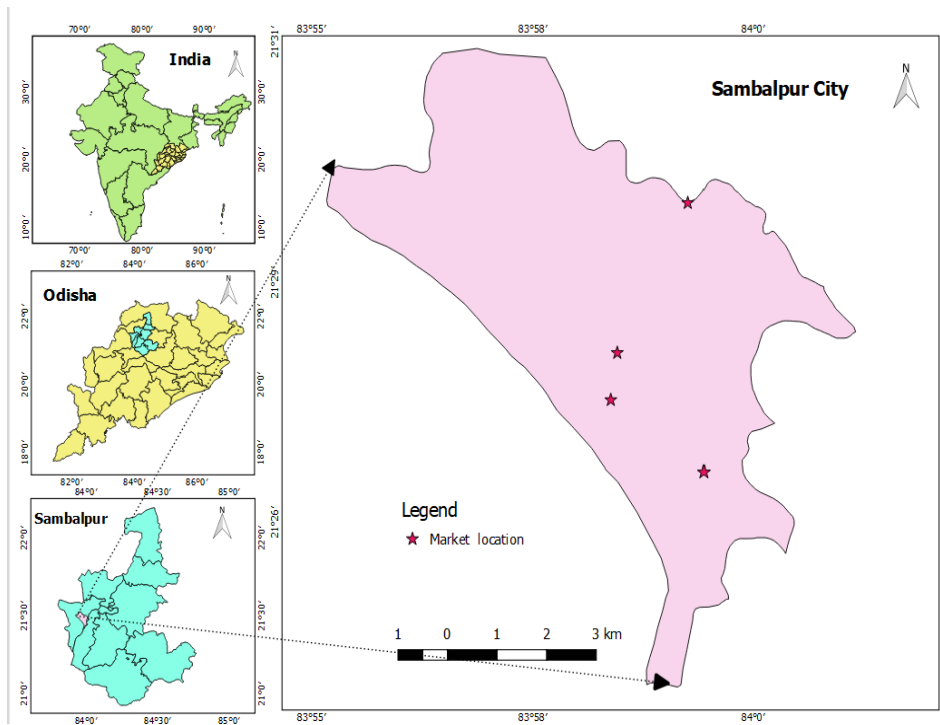 70°0' 80°0' 90°0'
India
N
30°0'
20°0'
10°0'
30°0'
20°0'
10°0'
70°0' 80°0' 90°0'
82°0' 84°0' 86°0'
Odisha
N
22°0'
20°0'
18°0'
22°0'
20°0'
18°0'
82°0' 84°0' 86°0'
84°0' 84°30' 85°0'
Sambalpur
N
22°0'
21°30'
21°0'
22°0'
21°30'
21°0'
84°0' 84°30' 85°0'
83°55' 83°58' 84°0'
21°31'
21°29'
21°26'
Sambalpur City
N
Legend
Market location
1 0 1 2 3 km
83°55' 83°58' 84°0'